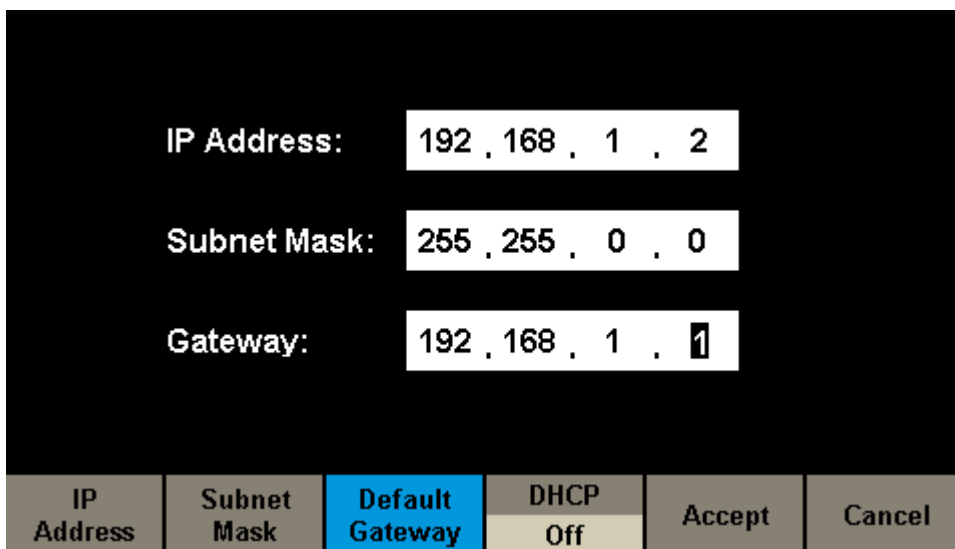 IP Address: 192.168.1.2
Subnet Mask: 255.255.0.0
Gateway: 192.168.1.1
IP Address
Subnet Mask
Default Gateway
DHCP
Off
Accept
Cancel